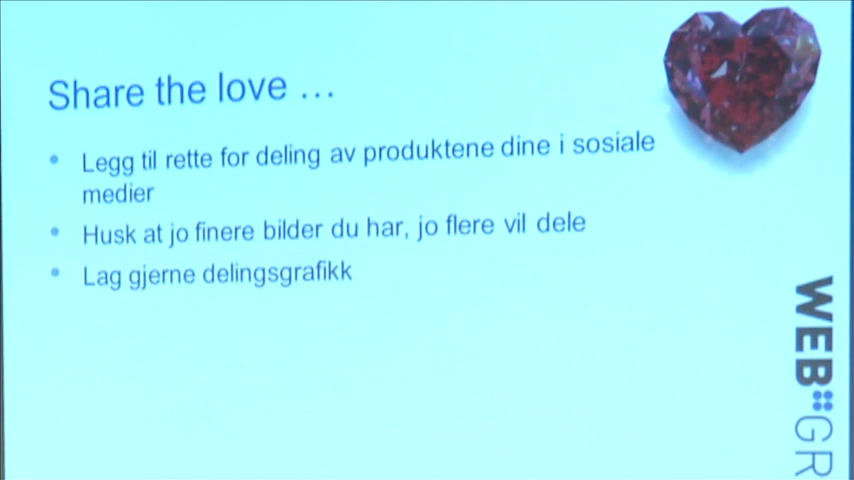 Share the love ...
• Legg til rette for deling av produktene dine i sosiale
medier
• Husk at jo finere bilder du har, jo flere vil dele
• Lag gjerne delingsgrafikk
WEB GR